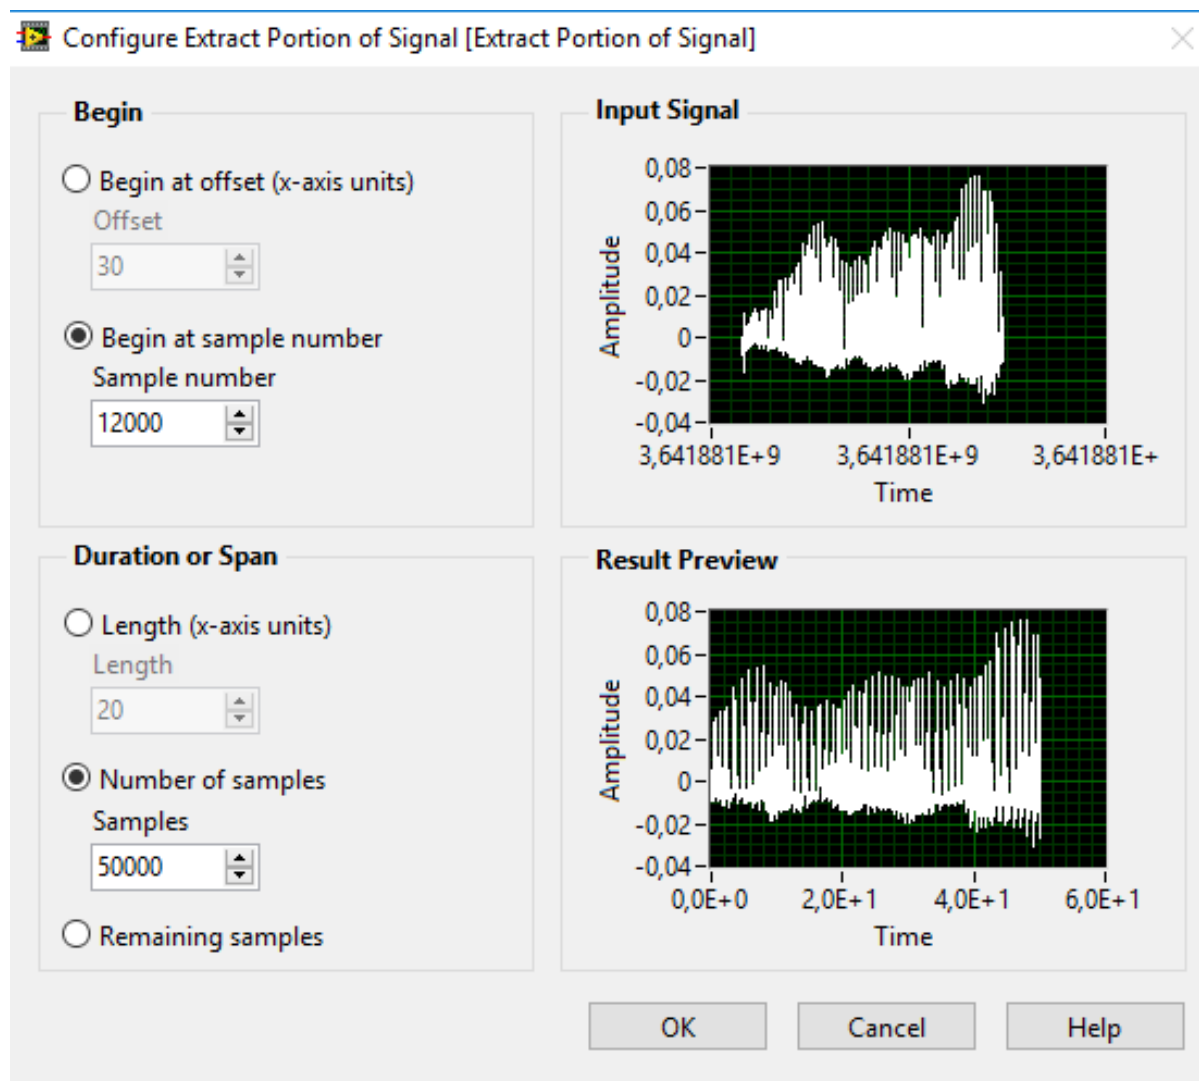 Configure Extract Portion of Signal [Extract Portion of Signal]
Begin
Begin at offset (x-axis units)
Offset
30
Begin at sample number
Sample number
12000
Input Signal
0,08
0,06
0,04
0,02
0
-0,02
-0,04
Amplitude
3,641881E+9 3,641881E+9 3,641881E+
Time
Duration or Span
Length (x-axis units)
Length
20
Number of samples
Samples
50000
Remaining samples
Result Preview
0,08
0,06
0,04
0,02
0
-0,02
-0,04
Amplitude
0,0E+0 2,0E+1 4,0E+1 6,0E+1
Time
OK Cancel Help